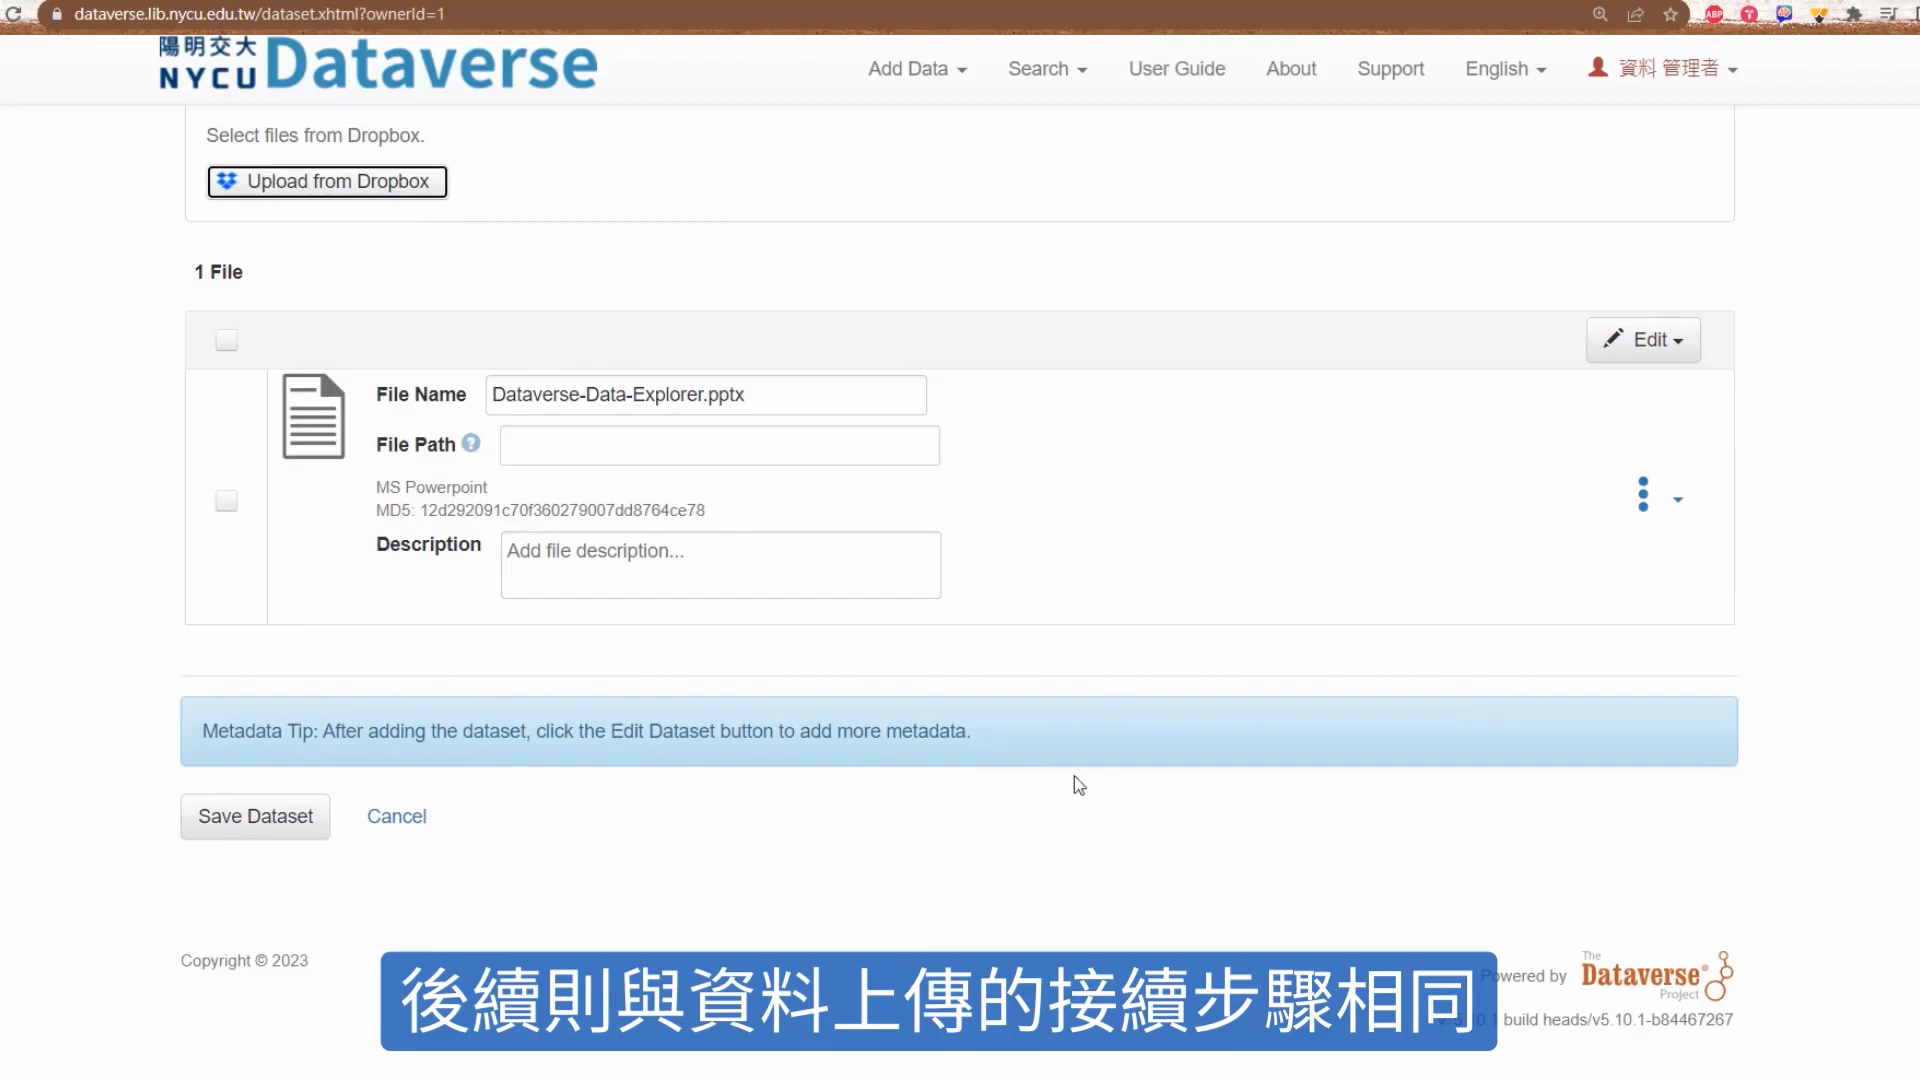 dataverse.lib.nycu.edu.tw/dataset.xhtml?ownerId=1
ABP
陽明交大
NYCU Dataverse
Add Data
Search
User Guide
About
Support
English
資料 管理者
Select files from Dropbox.
Upload from Dropbox
1 File
Edit
File Name
Dataverse-Data-Explorer.pptx
File Path
MS Powerpoint
MD5: 12d292091c70f360279007dd8764ce78
Description
Add file description...
Metadata Tip: After adding the dataset, click the Edit Dataset button to add more metadata.
Save Dataset
Cancel
Copyright © 2023
後續則與資料上傳的接續步驟相同
Powered by
The
Dataverse®
Project
build heads/v5.10.1-b84467267